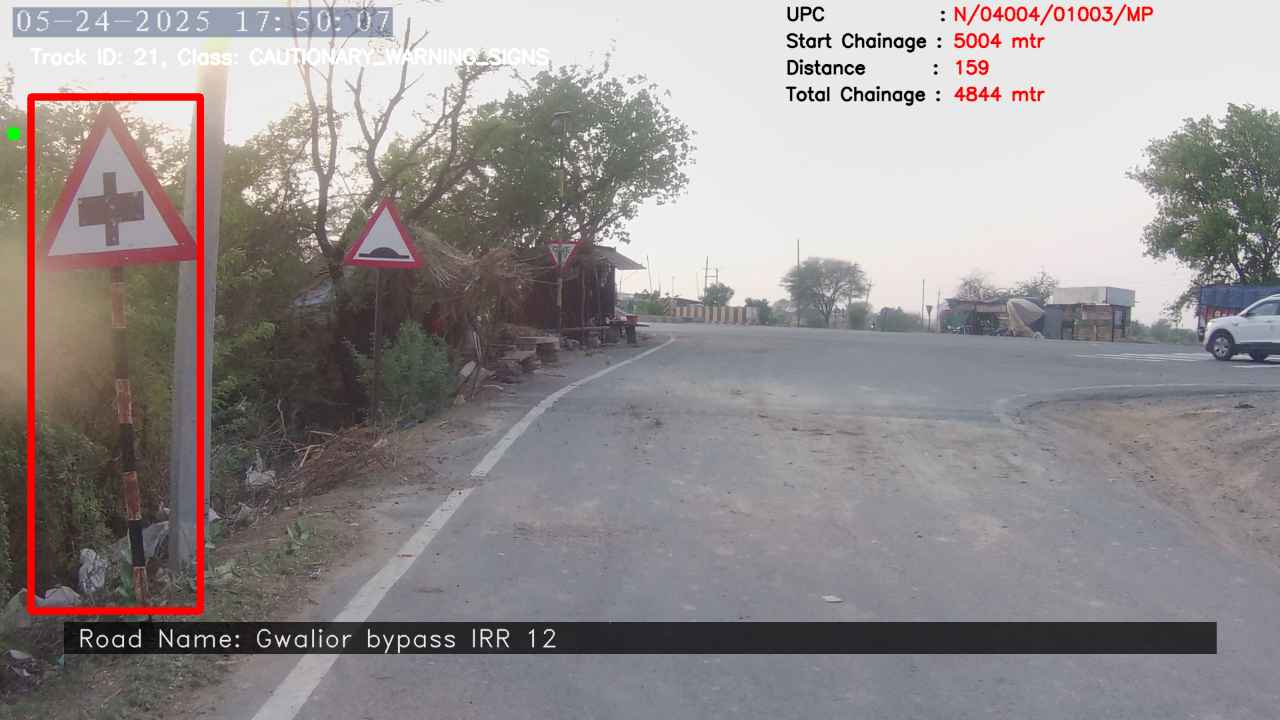 05-24-2025 17:50:07
Track ID: 21, Class: CAUTIONARY_WARNING_SIGNS
UPC : N/04004/01003/MP
Start Chainage : 5004 mtr
Distance : 159
Total Chainage : 4844 mtr
Road Name: Gwalior bypass IRR 12